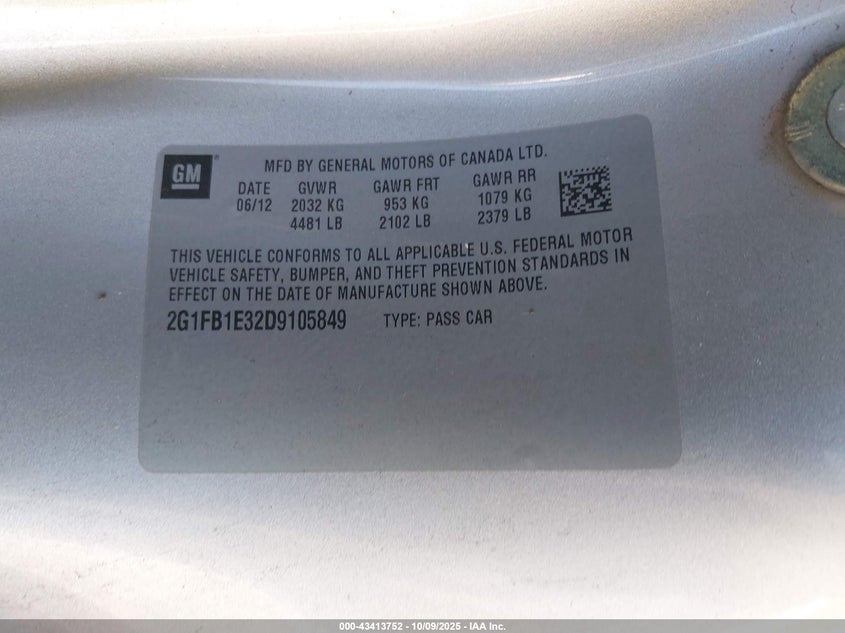 GM ®
MFD BY GENERAL MOTORS OF CANADA LTD.
DATE GVWR GAWR FRT GAWR RR
06/12 2032 KG 953 KG 1079 KG
4481 LB 2102 LB 2379 LB
THIS VEHICLE CONFORMS TO ALL APPLICABLE U.S. FEDERAL MOTOR
VEHICLE SAFETY, BUMPER, AND THEFT PREVENTION STANDARDS IN
EFFECT ON THE DATE OF MANUFACTURE SHOWN ABOVE.
2G1FB1E32D9105849 TYPE: PASS CAR
000-43413752 - 10/09/2025 - IAA Inc.